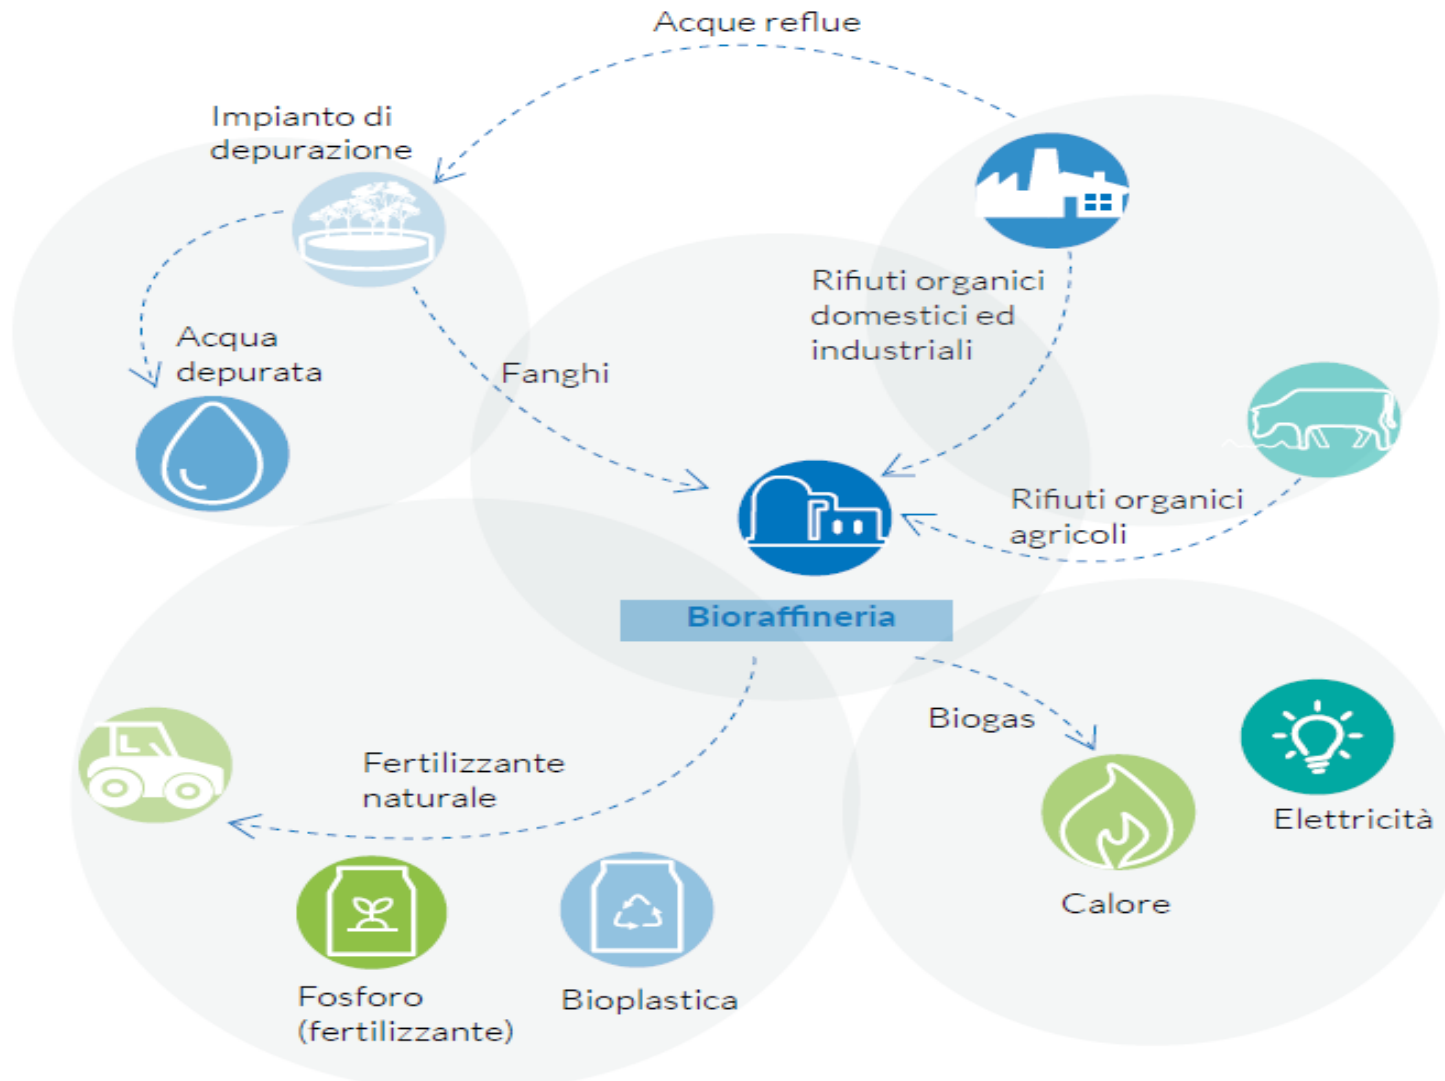 Acque reflue
Impianto di
depurazione
Rifiuti organici
domestici ed
industriali
Acqua
depurata
Fanghi
Rifiuti organici
agricoli
Bioraffineria
Biogas
Fertilizzante
naturale
Elettricità
Calore
Fosforo
(fertilizzante)
Bioplastica